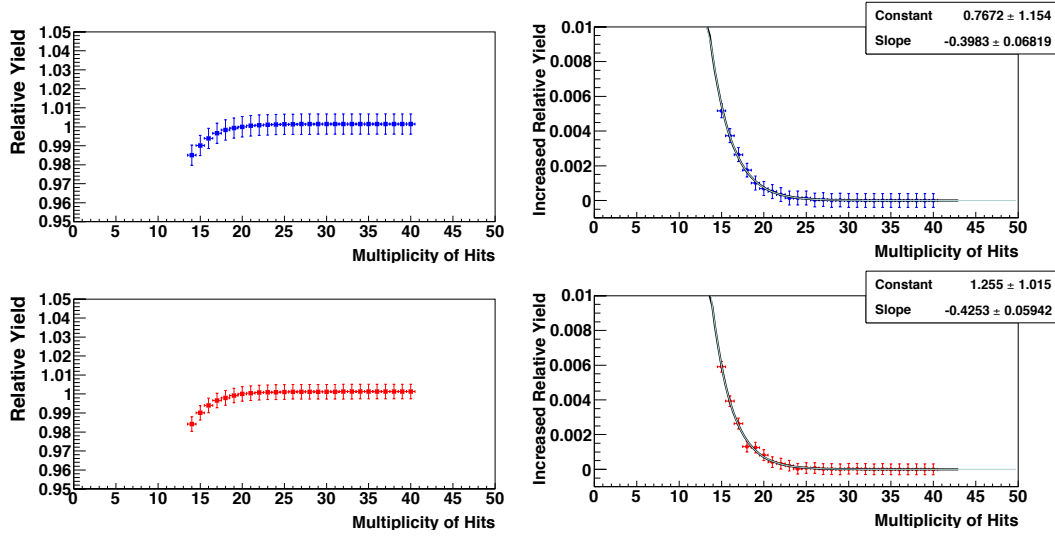 Relative Yield
1.05
1.04
1.03
1.02
1.01
1
0.99
0.98
0.97
0.96
0.95
0 5 10 15 20 25 30 35 40 45 50
Multiplicity of Hits
Increased Relative Yield
0.01
0.008
0.006
0.004
0.002
0
0 5 10 15 20 25 30 35 40 45 50
Multiplicity of Hits
Constant 0.7672 ± 1.154
Slope -0.3983 ± 0.06819
Relative Yield
1.05
1.04
1.03
1.02
1.01
1
0.99
0.98
0.97
0.96
0.95
0 5 10 15 20 25 30 35 40 45 50
Multiplicity of Hits
Increased Relative Yield
0.01
0.008
0.006
0.004
0.002
0
0 5 10 15 20 25 30 35 40 45 50
Multiplicity of Hits
Constant 1.255 ± 1.015
Slope -0.4253 ± 0.05942